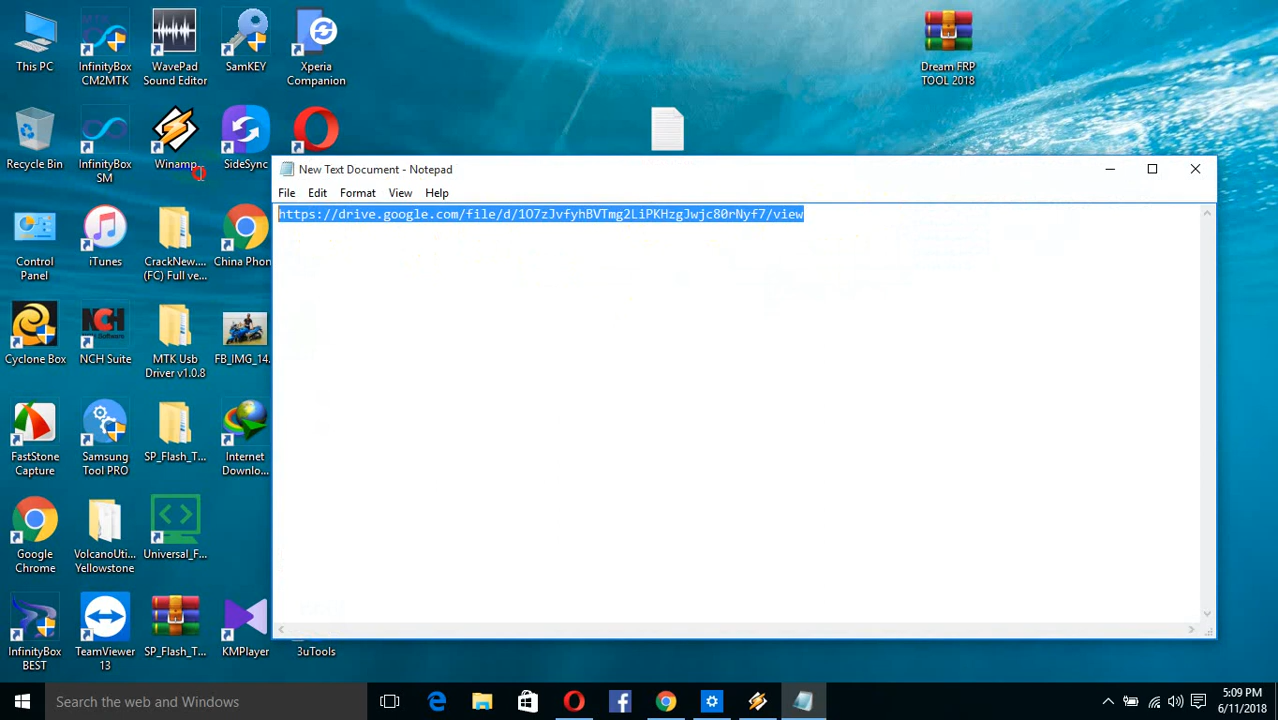 This PC
InfinityBox
CM2MTK
WavePad
Sound Editor
SamKEY
Xperia
Companion
Dream FRP
TOOL 2018
Recycle Bin
InfinityBox
SM
Winamp
SideSync
New Text Document - Notepad
File Edit Format View Help
https://drive.google.com/file/d/1O7zJvfyhBVTmg2LiPKHzgJwjc80rNyf7/view
Control
Panel
iTunes
CrackNew....
(FC) Full ve...
China Phon
Cyclone Box
NCH Suite
MTK Usb
Driver v1.0.8
FB_IMG_14.
FastStone
Capture
Samsung
Tool PRO
SP_Flash_T...
Internet
Downlo...
Google
Chrome
VolcanoUti...
Yellowstone
Universal_F...
InfinityBox
BEST
TeamViewer
13
SP_Flash_T...
KMPlayer
3uTools
Search the web and Windows
5:09 PM
6/11/2018